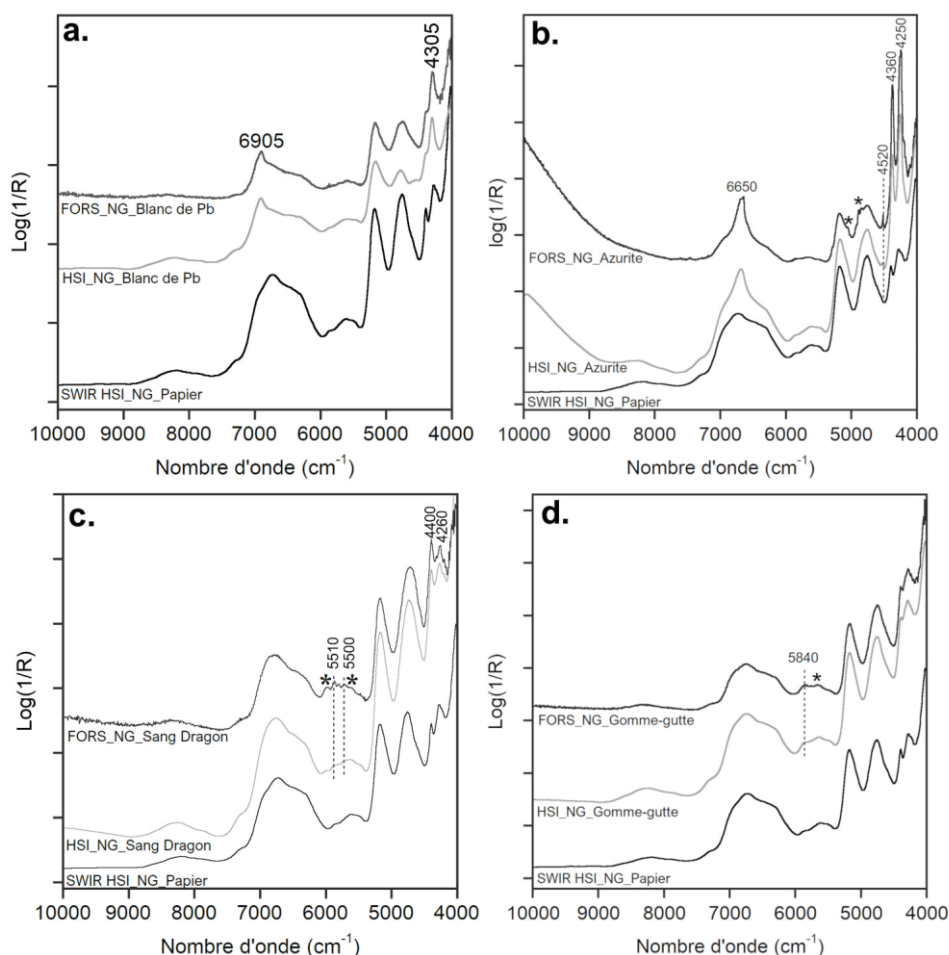 a.
6905
4305
Log(1/R)
FORS_NG_Blanc de Pb
HSI_NG_Blanc de Pb
SWIR HSI_NG_Papier
10000 9000 8000 7000 6000 5000 4000
Nombre d'onde (cm⁻¹)
b.
4360
4250
6650
4520
* *
log(1/R)
FORS_NG_Azurite
HSI_NG_Azurite
SWIR HSI_NG_Papier
10000 9000 8000 7000 6000 5000 4000
Nombre d'onde (cm⁻¹)
c.
4400
4260
* 5510 5500 *
Log(1/R)
FORS_NG_Sang Dragon
HSI_NG_Sang Dragon
SWIR HSI_NG_Papier
10000 9000 8000 7000 6000 5000 4000
Nombre d'onde (cm⁻¹)
d.
5840 *
Log(1/R)
FORS_NG_Gomme-gutte
HSI_NG_Gomme-gutte
SWIR HSI_NG_Papier
10000 9000 8000 7000 6000 5000 4000
Nombre d'onde (cm⁻¹)